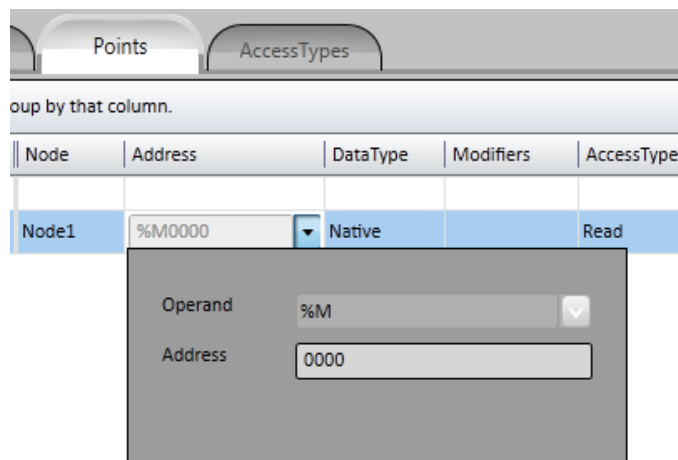 Points AccessTypes
oup by that column.
Node Address DataType Modifiers AccessType
Node1 %M0000 Native Read
Operand %M
Address 0000